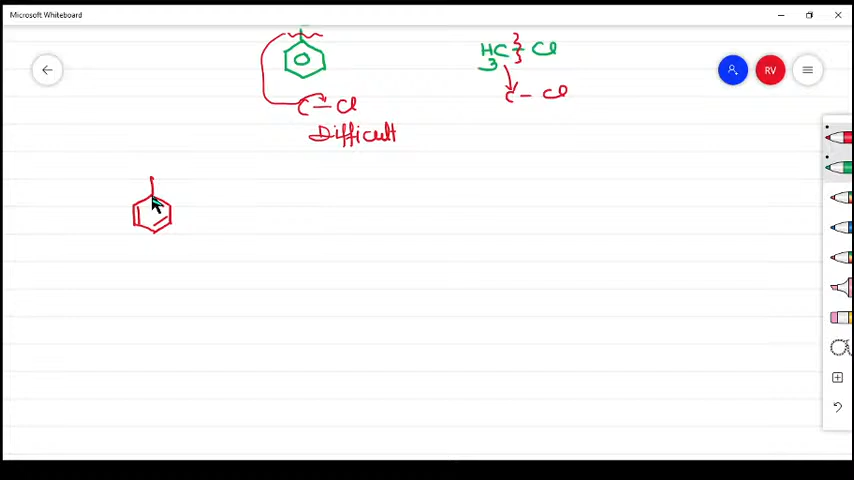 Microsoft Whiteboard
H3C - Cl
RV
C - Cl
C - Cl
Difficult